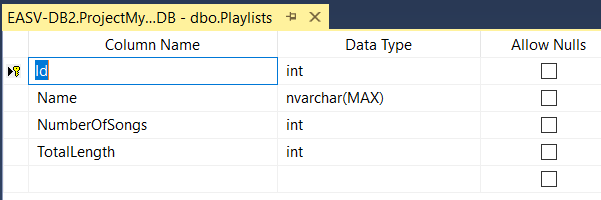 EASV-DB2.ProjectMy...DB - dbo.Playlists
Column Name Data Type Allow Nulls
Id int
Name nvarchar(MAX)
NumberOfSongs int
TotalLength int